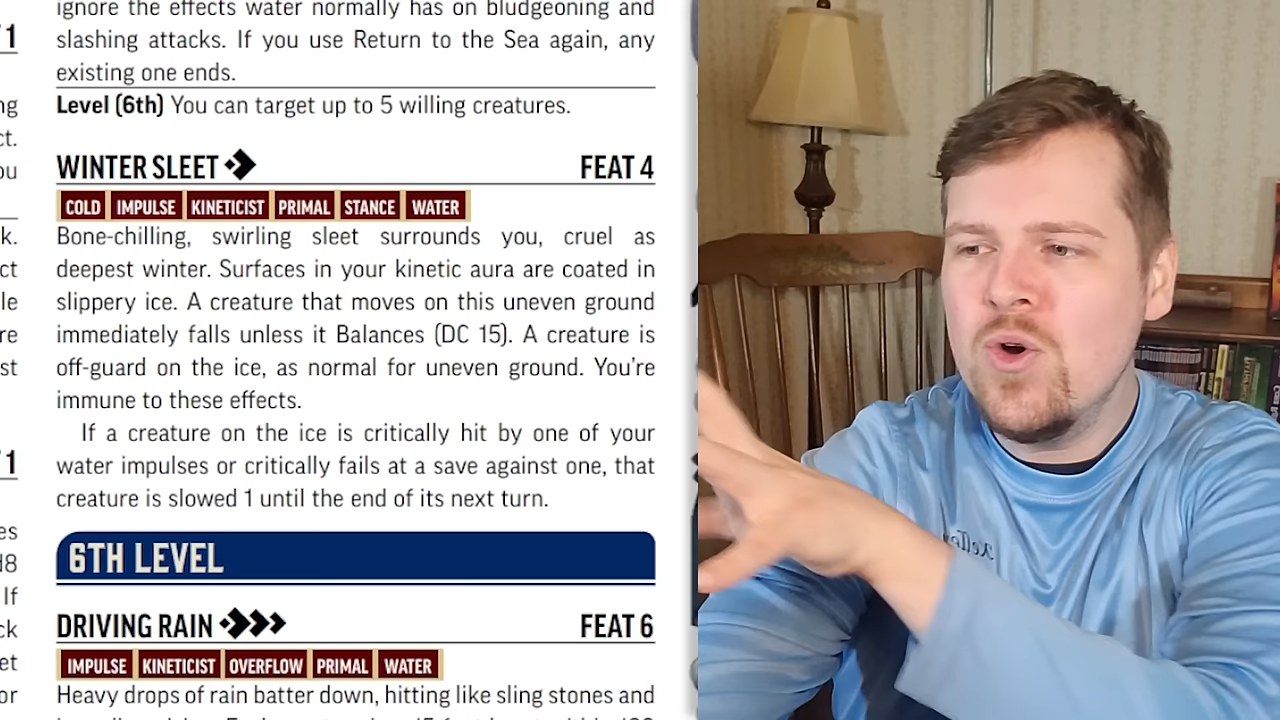 ignore the effects water normally has on bludgeoning and
slashing attacks. If you use Return to the Sea again, any
existing one ends.
Level (6th) You can target up to 5 willing creatures.
WINTER SLEET FEAT 4
COLD IMPULSE KINETICIST PRIMAL STANCE WATER
Bone-chilling, swirling sleet surrounds you, cruel as
deepest winter. Surfaces in your kinetic aura are coated in
slippery ice. A creature that moves on this uneven ground
immediately falls unless it Balances (DC 15). A creature is
off-guard on the ice, as normal for uneven ground. You're
immune to these effects.
If a creature on the ice is critically hit by one of your
water impulses or critically fails at a save against one, that
creature is slowed 1 until the end of its next turn.
6TH LEVEL
DRIVING RAIN FEAT 6
IMPULSE KINETICIST OVERFLOW PRIMAL WATER
Heavy drops of rain batter down, hitting like sling stones and